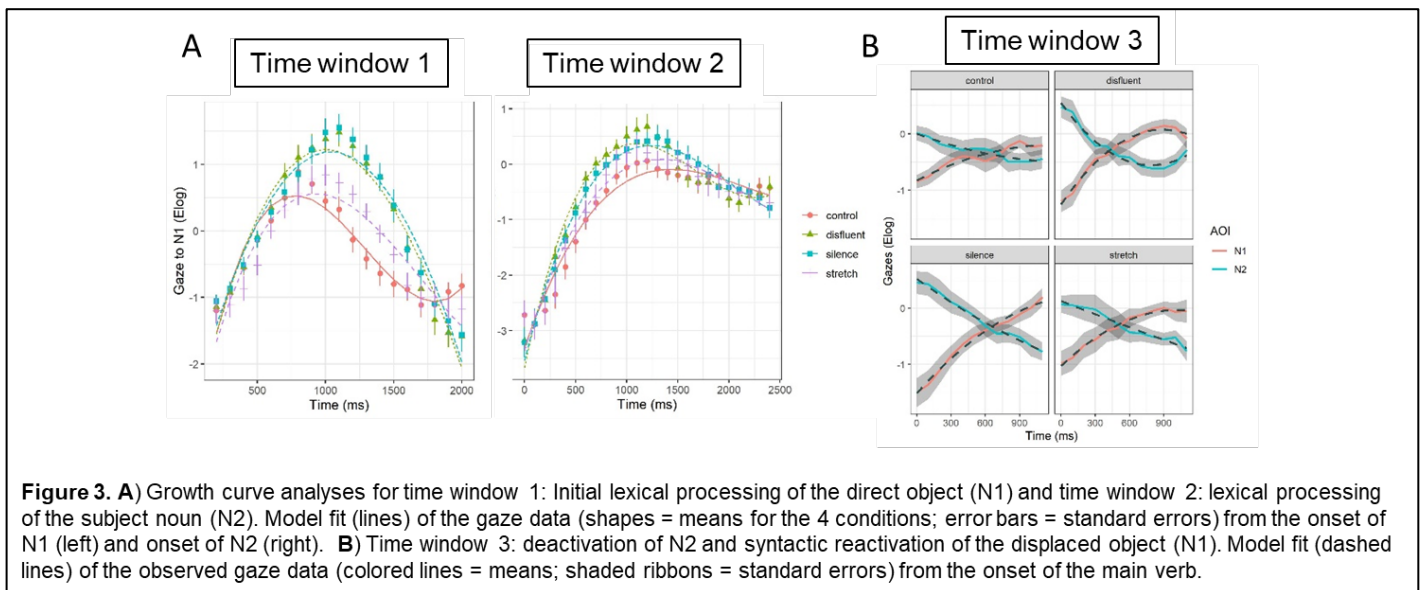 A
Time window 1
Time window 2
B
Time window 3
Gaze to N1 (Elog)
1
0
-1
-2
500
1000
1500
2000
Time (ms)
1
0
-1
-2
-3
0
500
1000
1500
2000
2500
Time (ms)
control
disfluent
silence
stretch
control
disfluent
silence
stretch
Gazes (Elog)
0
-1
0
-1
0
300
600
900
0
300
600
900
Time (ms)
AOI
N1
N2
Figure 3. A) Growth curve analyses for time window 1: Initial lexical processing of the direct object (N1) and time window 2: lexical processing
of the subject noun (N2). Model fit (lines) of the gaze data (shapes = means for the 4 conditions; error bars = standard errors) from the onset of
N1 (left) and onset of N2 (right). B) Time window 3: deactivation of N2 and syntactic reactivation of the displaced object (N1). Model fit (dashed
lines) of the observed gaze data (colored lines = means; shaded ribbons = standard errors) from the onset of the main verb.